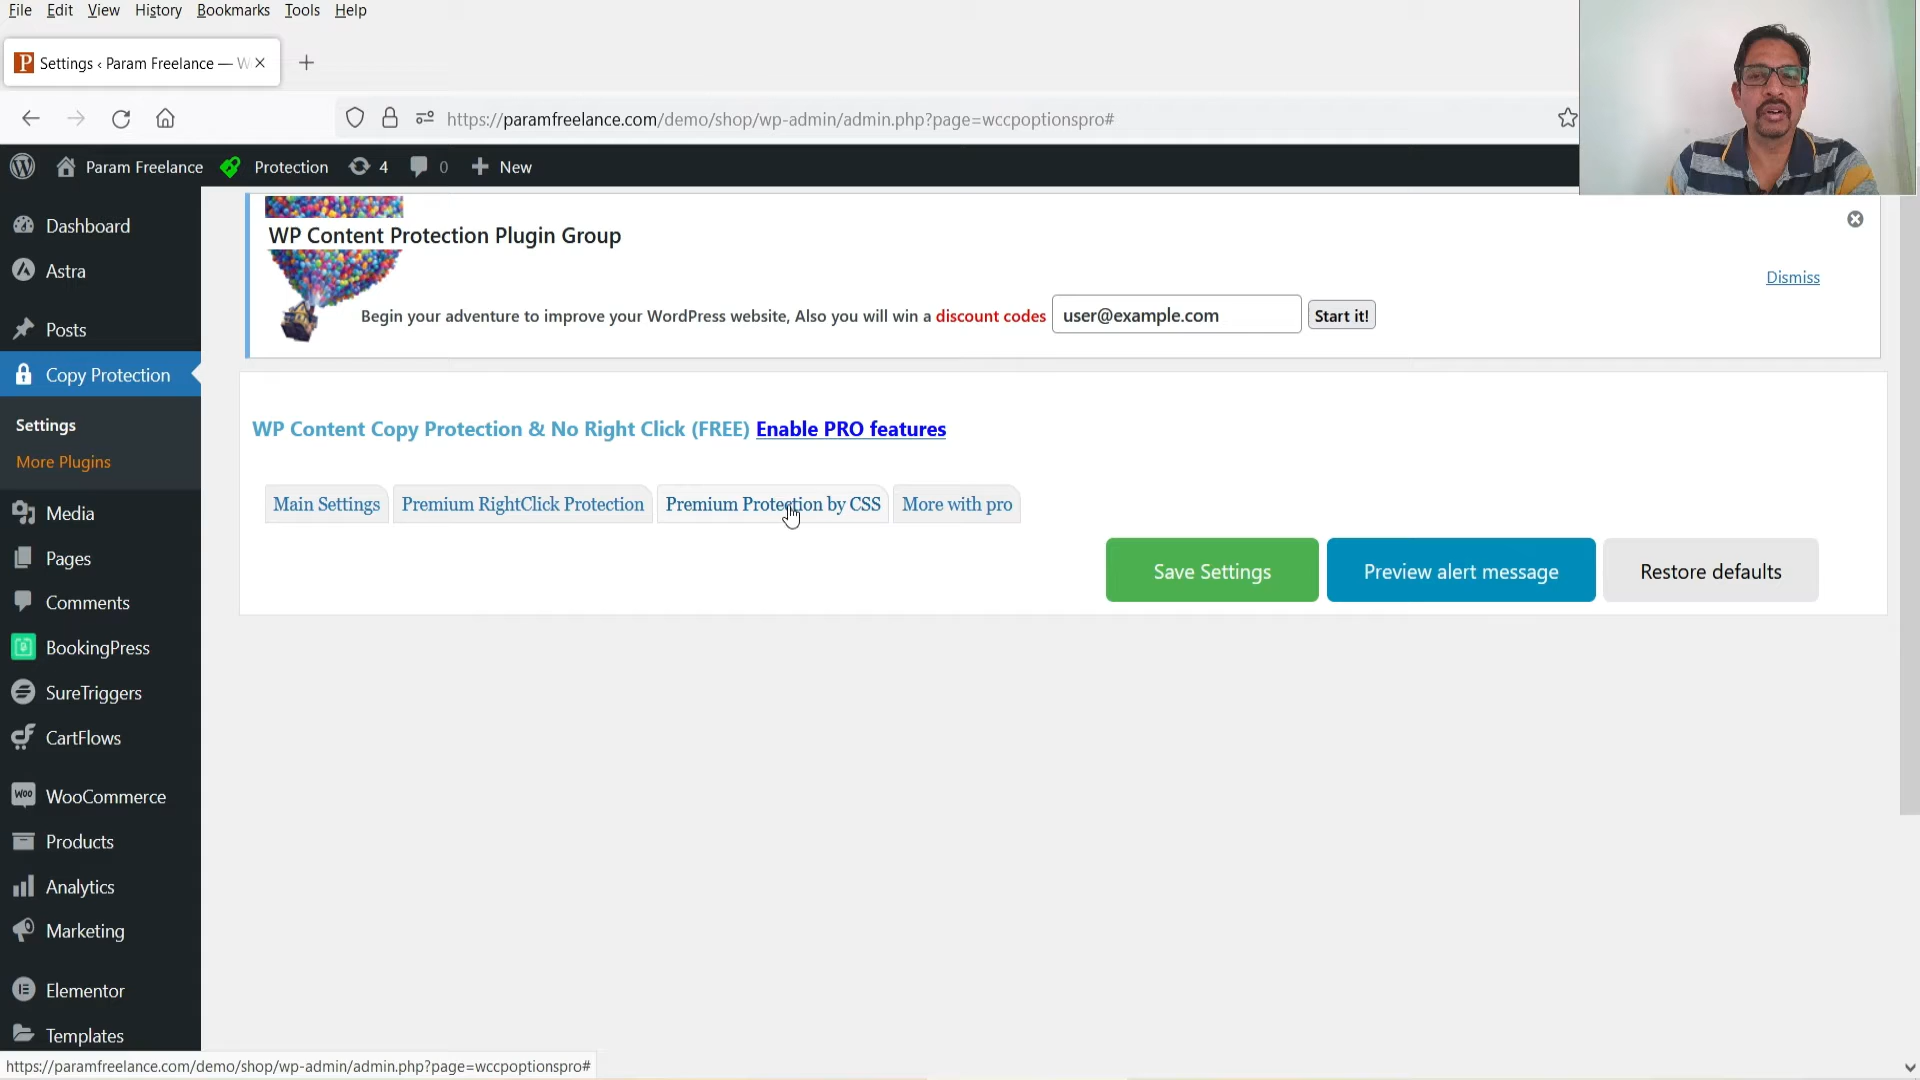 File Edit View History Bookmarks Tools Help
Settings ‹ Param Freelance — W
https://paramfreelance.com/demo/shop/wp-admin/admin.php?page=wccpoptionspro#
Param Freelance Protection 4 0 New
Dashboard
Astra
Posts
Copy Protection
Settings
More Plugins
Media
Pages
Comments
BookingPress
SureTriggers
CartFlows
WooCommerce
Products
Analytics
Marketing
Elementor
Templates
WP Content Protection Plugin Group
Dismiss
Begin your adventure to improve your WordPress website, Also you will win a discount codes user@example.com Start it!
WP Content Copy Protection & No Right Click (FREE) Enable PRO features
Main Settings Premium RightClick Protection Premium Protection by CSS More with pro
Save Settings Preview alert message Restore defaults
https://paramfreelance.com/demo/shop/wp-admin/admin.php?page=wccpoptionspro#